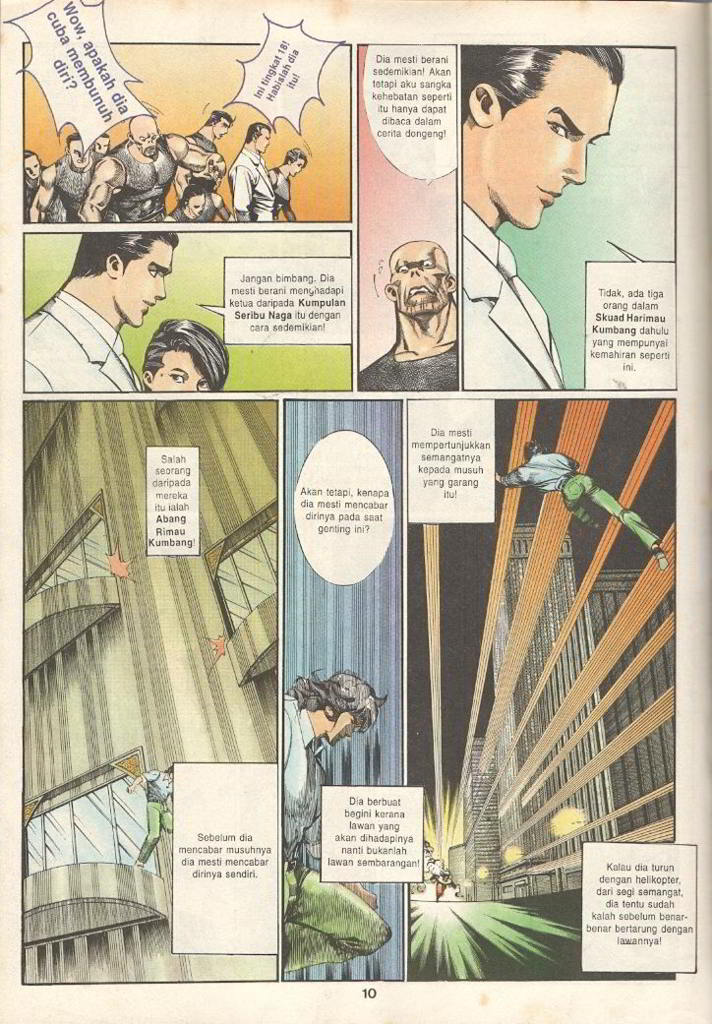 Wow, apakah dia
cuba membunuh
diri?
Ini tingkat 18!
Habislah dia
itu!
Dia mesti berani
sedemikian! Akan
tetapi aku sangka
kehebatan seperti
itu hanya dapat
dibaca dalam
cerita dongeng!
Tidak, ada tiga
orang dalam
Skuad Harimau
Kumbang dahulu
yang mempunyai
kemahiran seperti
ini.
Jangan bimbang. Dia
mesti berani menghadapi
ketua daripada Kumpulan
Seribu Naga itu dengan
cara sedemikian!
Salah
seorang
daripada
mereka
itu ialah
Abang
Rimau
Kumbang!
Sebelum dia
mencabar musuhnya
dia mesti mencabar
dirinya sendiri.
Akan tetapi, kenapa
dia mesti mencabar
dirinya pada saat
genting ini?
Dia berbuat
begini kerana
lawan yang
akan dihadapinya
nanti bukanlah
lawan sembarangan!
Dia mesti
mempertunjukkan
semangatnya
kepada musuh
yang garang
itu!
Kalau dia turun
dengan helikopter,
dari segi semangat,
dia tentu sudah
kalah sebelum benar-
benar bertarung dengan
lawannya!
10